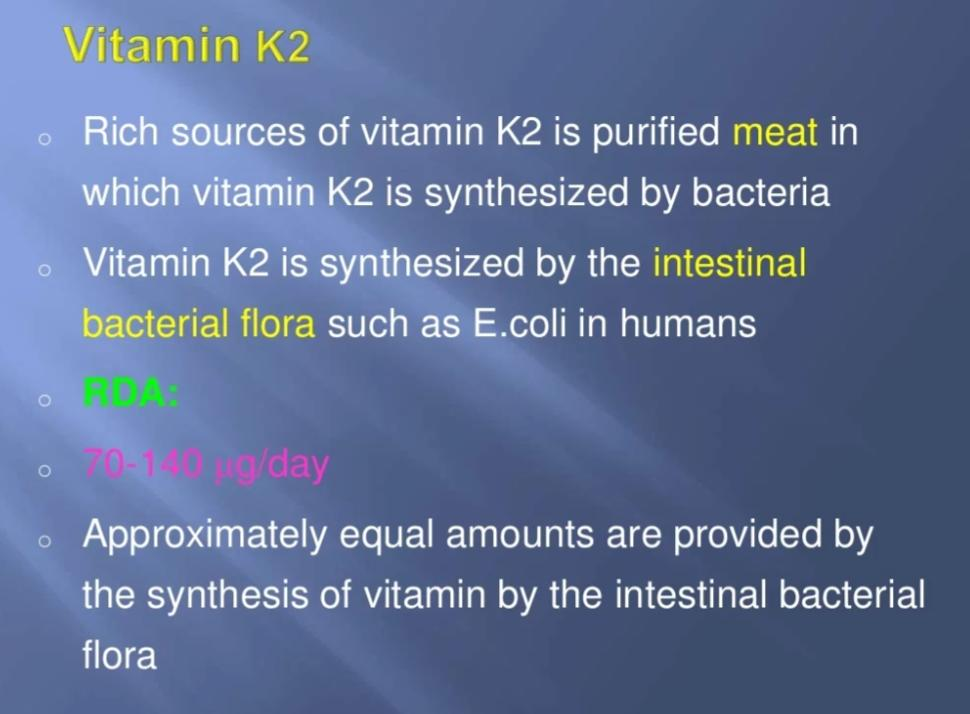 Vitamin K2
Rich sources of vitamin K2 is purified meat in
which vitamin K2 is synthesized by bacteria
Vitamin K2 is synthesized by the intestinal
bacterial flora such as E.coli in humans
RDA:
70-140 µg/day
Approximately equal amounts are provided by
the synthesis of vitamin by the intestinal bacterial
flora